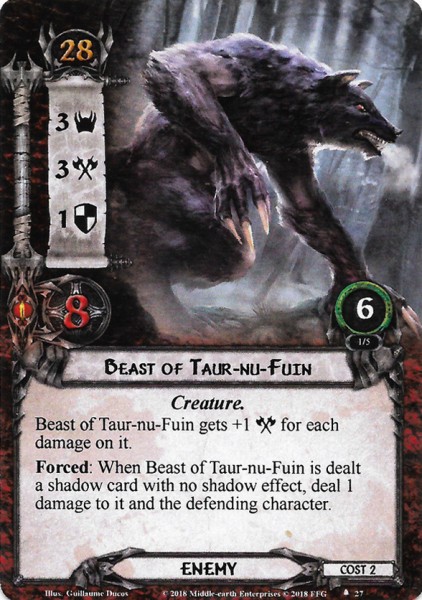 28
3
3
1
8
6
1/5
Beast of Taur-nu-Fuin
Creature.
Beast of Taur-nu-Fuin gets +1 for each
damage on it.
Forced: When Beast of Taur-nu-Fuin is dealt
a shadow card with no shadow effect, deal 1
damage to it and the defending character.
ENEMY
COST 2
Illus. Guillaume Ducos © 2018 Middle-earth Enterprises © 2018 FFG 27